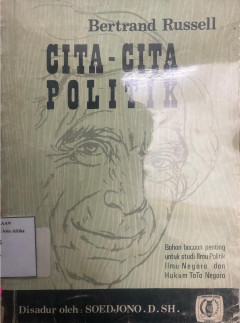 Bertrand Russell
CITA-CITA
POLITIK
Bahan bacaan penting
untuk studi Ilmu Politik
Ilmu Negara dan
Hukum Tata Negara
Disadur oleh: SOEDJONO. D. SH.